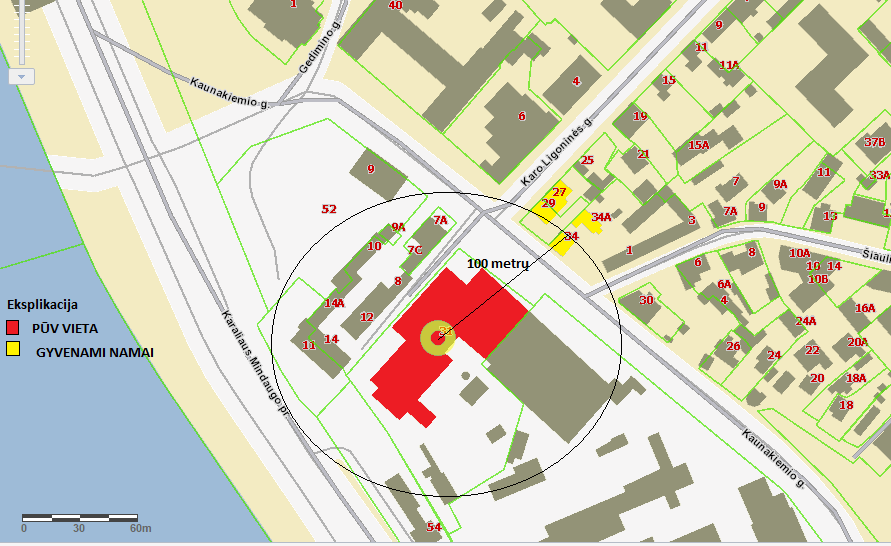 1
40
Gedimino g.
Kaunakiemio g.
9
11
11A
15
4
6
19
Karo Ligoninės g.
21
15A
25
37B
33A
11
9
7
9A
27
29
52
34A
7A
9
13
3
7A
9A
34
10
7C
1
100 metrų
8
Šiauli
10A
6
16
14
10B
8
6A
4
Eksplikacija
14A
30
16A
PŪV VIETA
12
24A
31
11
14
GYVENAMI NAMAI
26
24
22
20A
20
18A
18
Karaliaus Mindaugo pr.
Kaunakiemio g.
0
30
60m
54